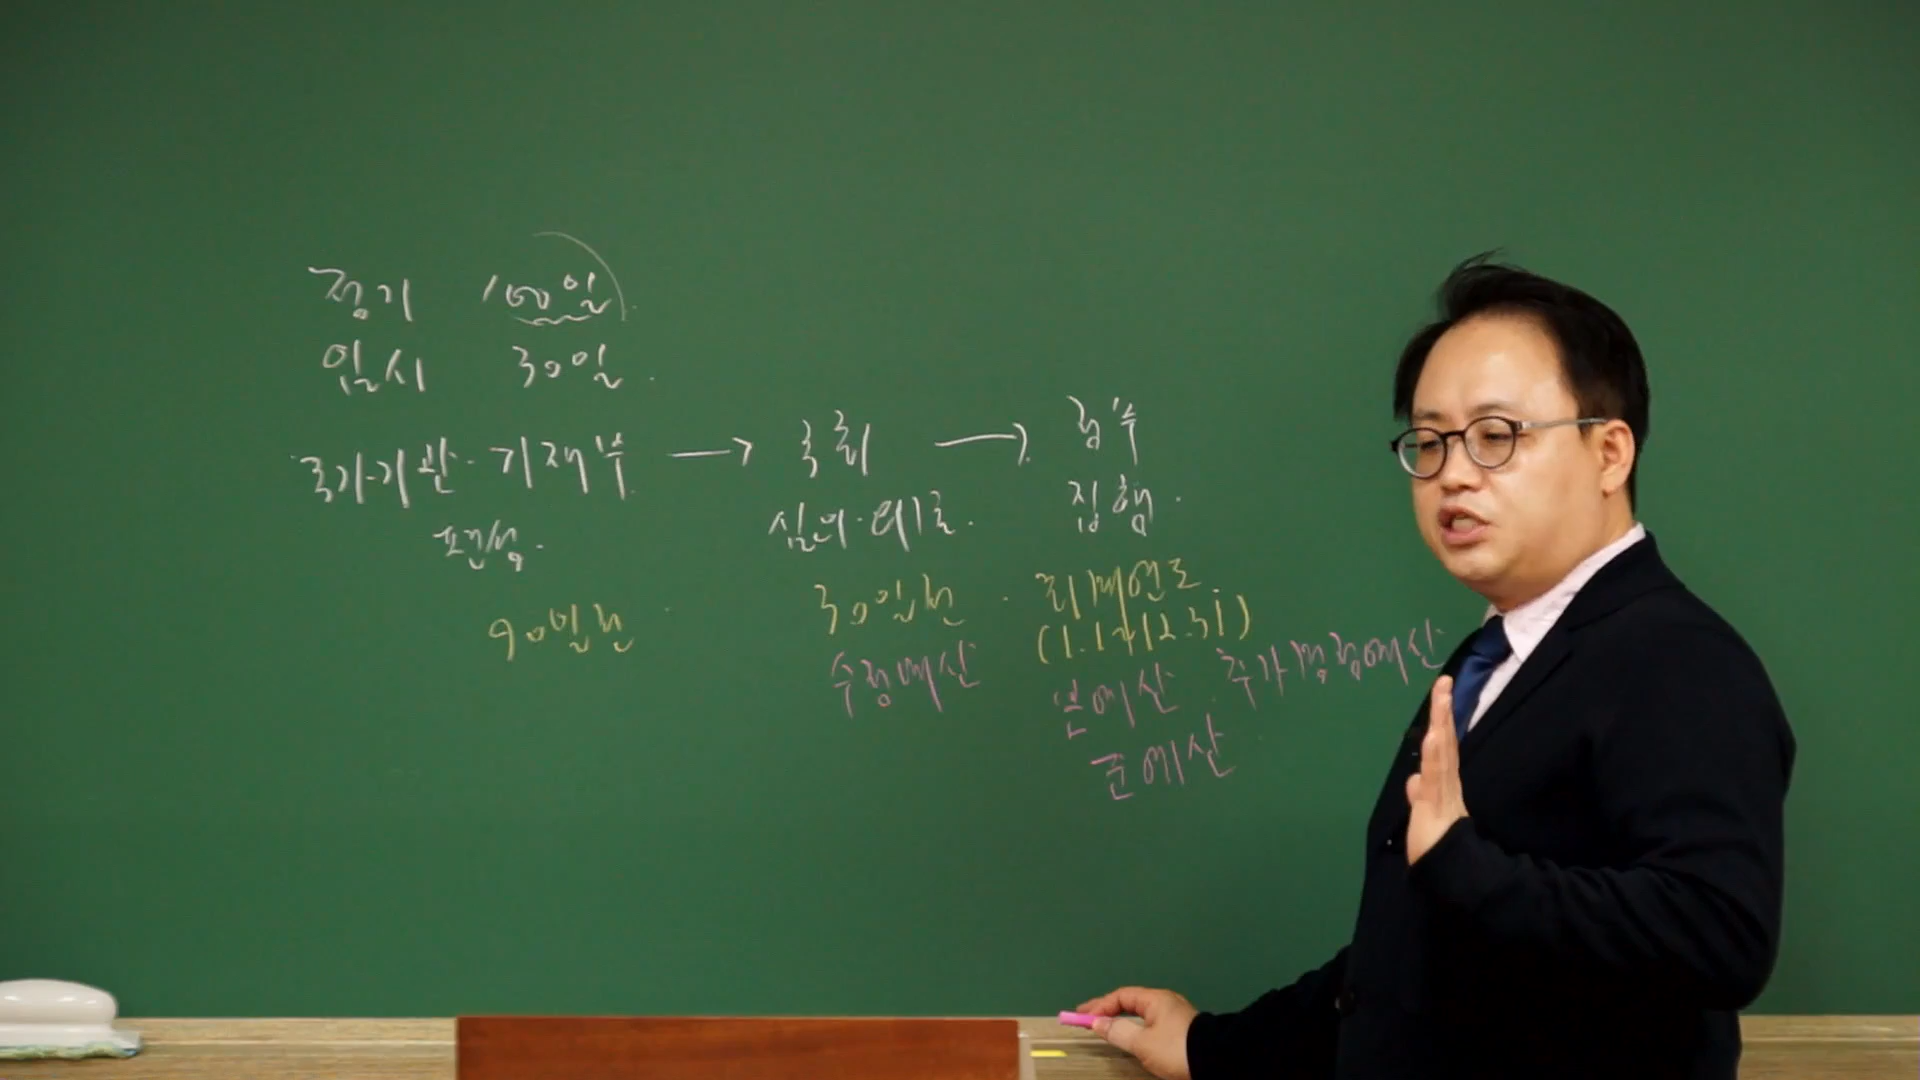 정기 100일
임시 30일
국가기관·기재부 → 국회 → 정부
편성 심의·의결 집행
90일전 30일전 회계연도
(1.1~12.31)
수정예산 본예산 추가경정예산
준예산